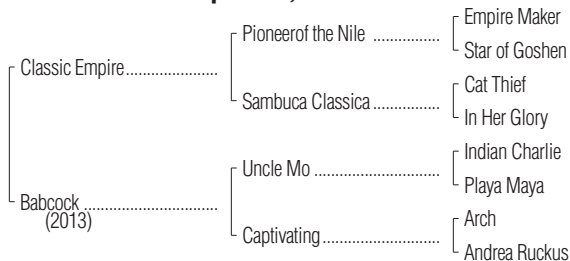 Empire Maker
Pioneerof the Nile ................
Star of Goshen
Classic Empire......................
Cat Thief
Sambuca Classica ................
In Her Glory
Indian Charlie
Uncle Mo ..............................
Playa Maya
Babcock ................................
(2013)
Arch
Captivating............................
Andrea Ruckus